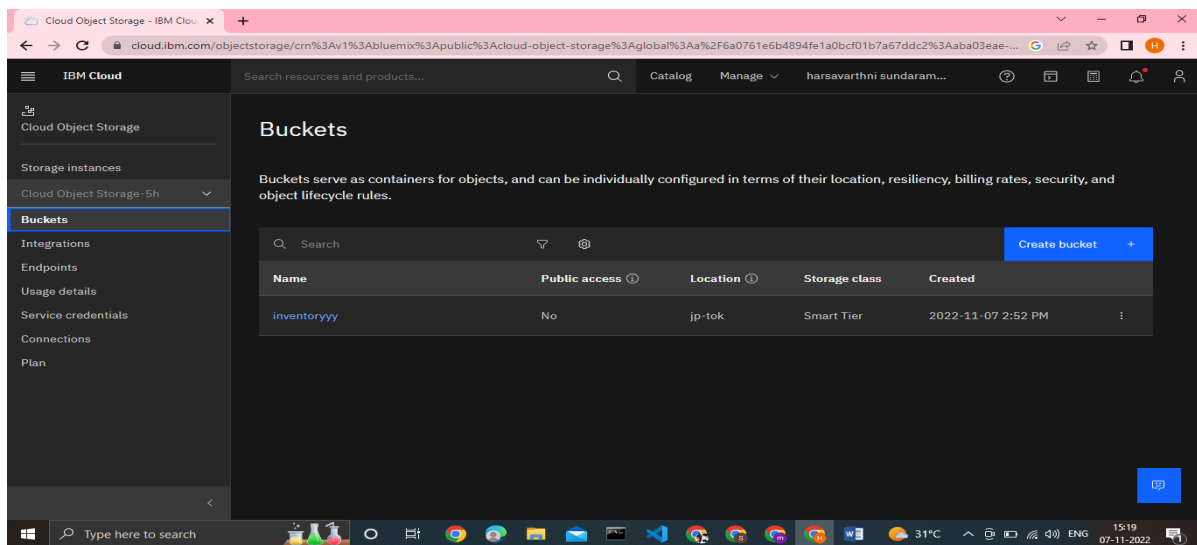 Cloud Object Storage - IBM Clou
cloud.ibm.com/objectstorage/crn%3Av1%3Abluemix%3Apublic%3Acloud-object-storage%3Aglobal%3Aa%2F6a0761e6b4894fe1a0bcf01b7a67ddc2%3Aaba03eae-...
IBM Cloud
Search resources and products...
Catalog
Manage
harsavarthni sundaram...
Cloud Object Storage
Storage instances
Cloud Object Storage-5h
Buckets
Integrations
Endpoints
Usage details
Service credentials
Connections
Plan
Buckets
Buckets serve as containers for objects, and can be individually configured in terms of their location, resiliency, billing rates, security, and
object lifecycle rules.
Search
Create bucket +
Name Public access Location Storage class Created
inventoryyy No jp-tok Smart Tier 2022-11-07 2:52 PM
Type here to search
31°C
ENG
15:19
07-11-2022